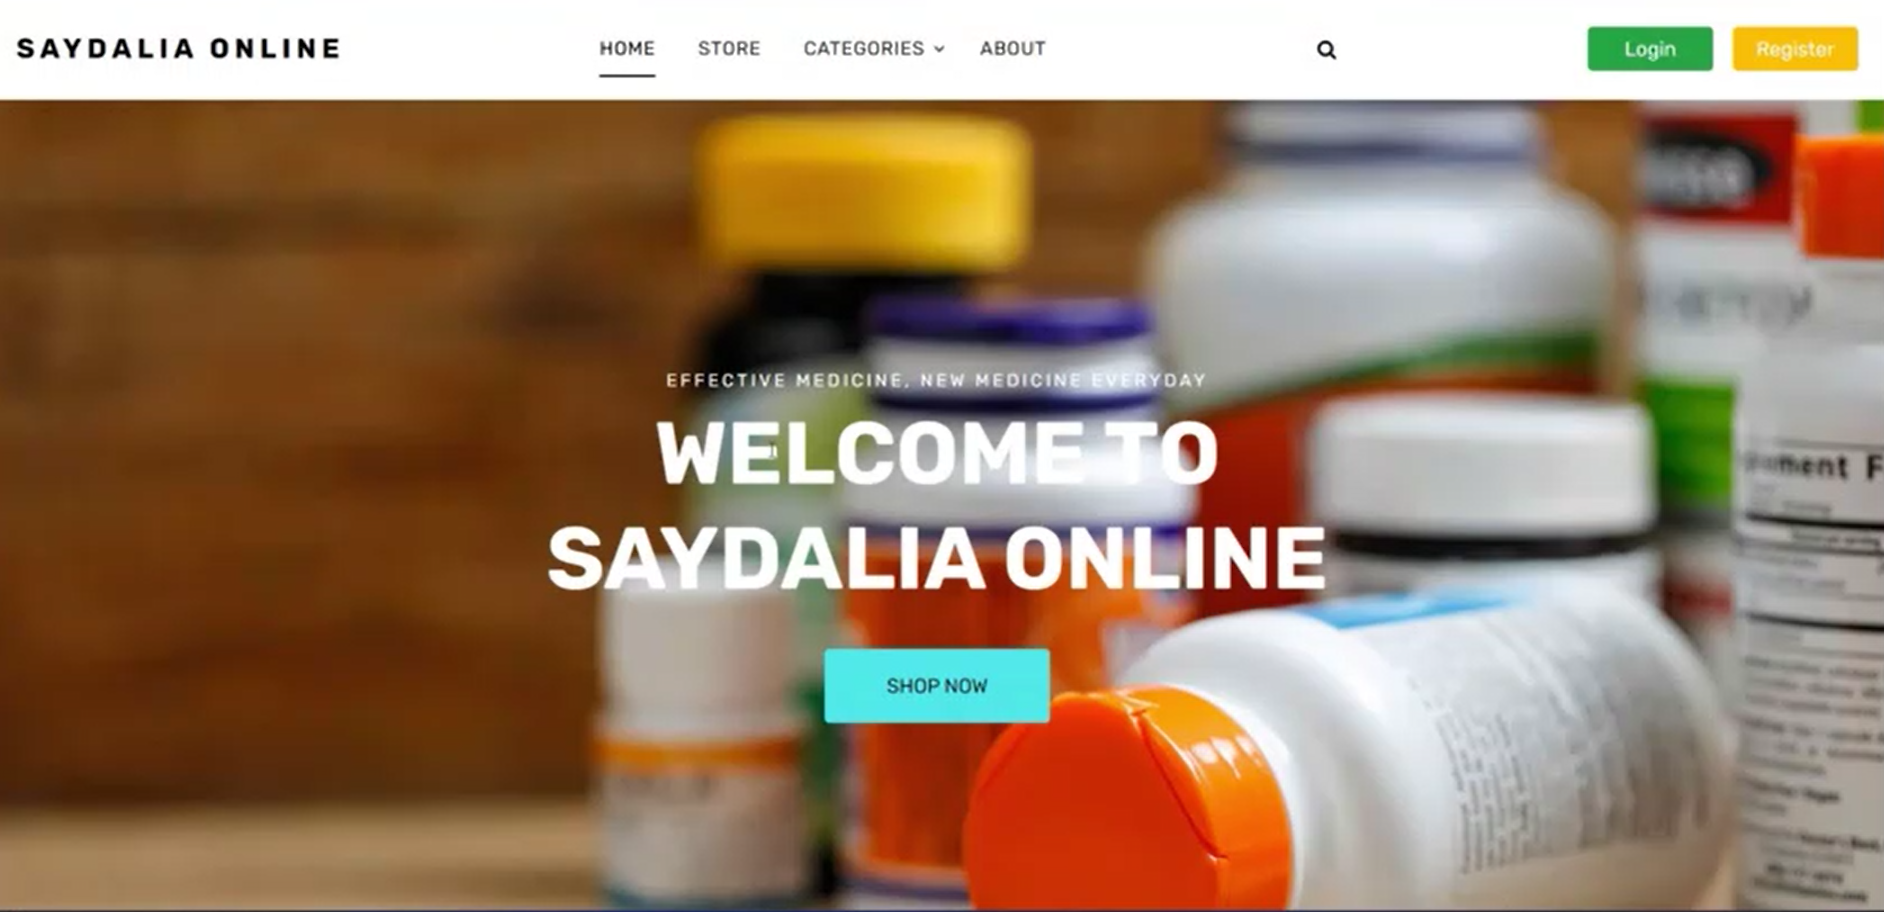 SAYDALIA ONLINE
HOME STORE CATEGORIES ABOUT
Login Register
EFFECTIVE MEDICINE, NEW MEDICINE EVERYDAY
WELCOME TO
SAYDALIA ONLINE
SHOP NOW